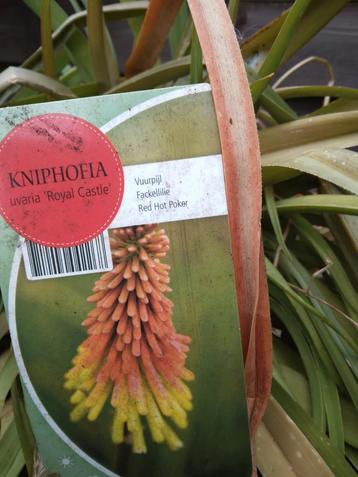 KNIPHOFIA
uvaria 'Royal Castle'
Vuurpijl
Fackellilie
Red Hot Poker